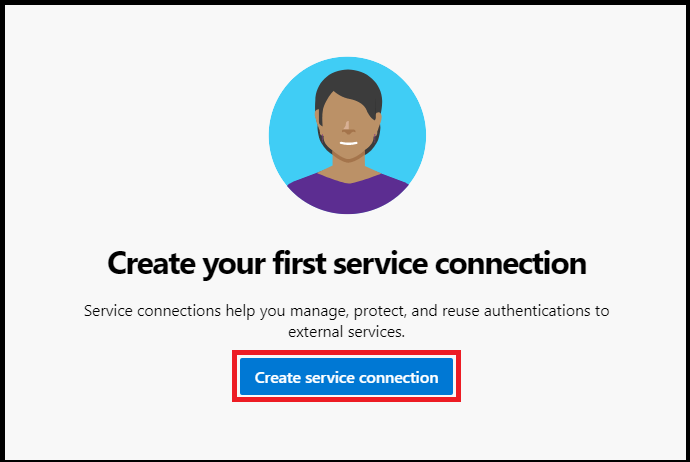 Create your first service connection
Service connections help you manage, protect, and reuse authentications to
external services.
Create service connection